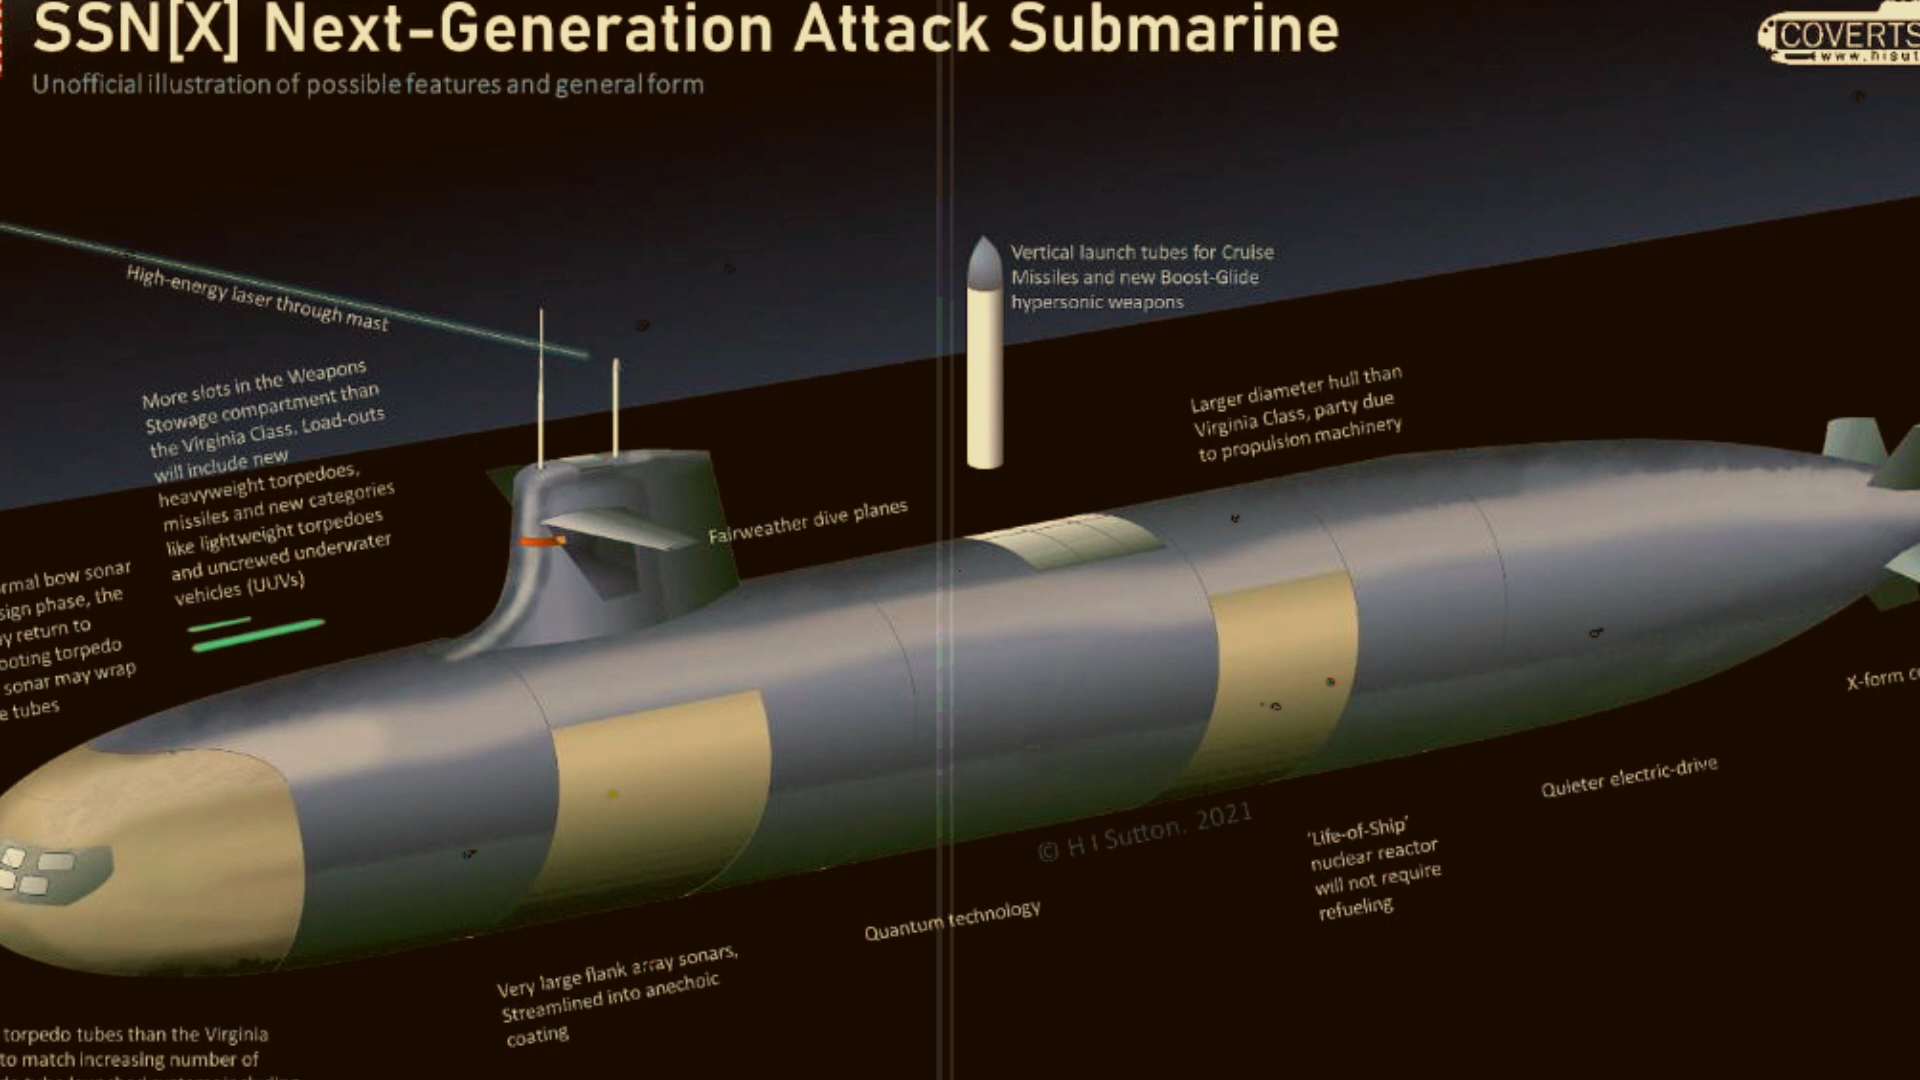 SSN[X] Next-Generation Attack Submarine
Unofficial illustration of possible features and general form
COVERTS
www.hisut
High-energy laser through mast
Vertical launch tubes for Cruise
Missiles and new Boost-Glide
hypersonic weapons
More slots in the Weapons
Stowage compartment than
the Virginia Class. Load-outs
will include new
heavyweight torpedoes,
missiles and new categories
like lightweight torpedoes
and uncrewed underwater
vehicles (UUVs)
Larger diameter hull than
Virginia Class, party due
to propulsion machinery
Fairweather dive planes
rmal bow sonar
sign phase, the
y return to
ooting torpedo
sonar may wrap
e tubes
X-form c
Quieter electric-drive
© H I Sutton. 2021
'Life-of-Ship'
nuclear reactor
will not require
refueling
Quantum technology
Very large flank array sonars,
Streamlined into anechoic
coating
torpedo tubes than the Virginia
to match increasing number of